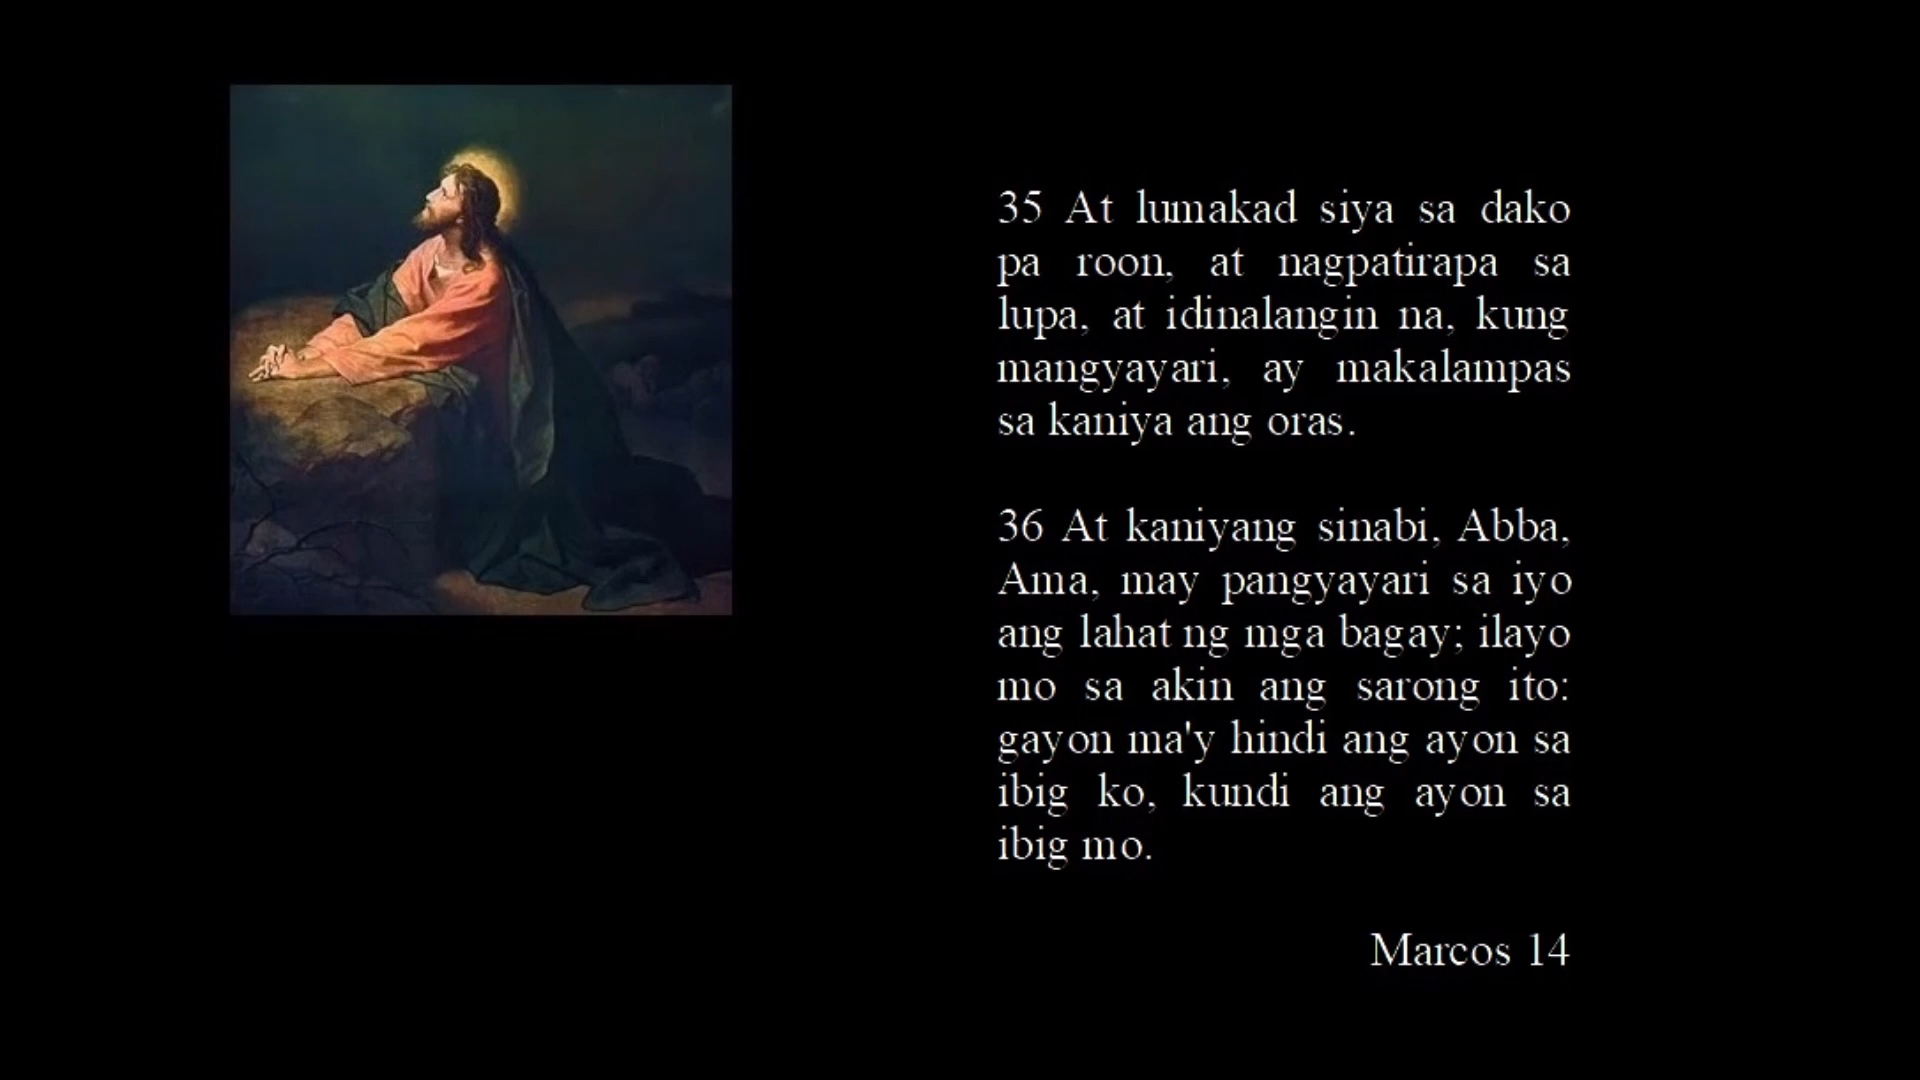 35 At lumakad siya sa dako
pa roon, at nagpatirapa sa
lupa, at idinalangin na, kung
mangyayari, ay makalampas
sa kaniya ang oras.
36 At kaniyang sinabi, Abba,
Ama, may pangyayari sa iyo
ang lahat ng mga bagay; ilayo
mo sa akin ang sarong ito:
gayon ma'y hindi ang ayon sa
ibig ko, kundi ang ayon sa
ibig mo.
Marcos 14